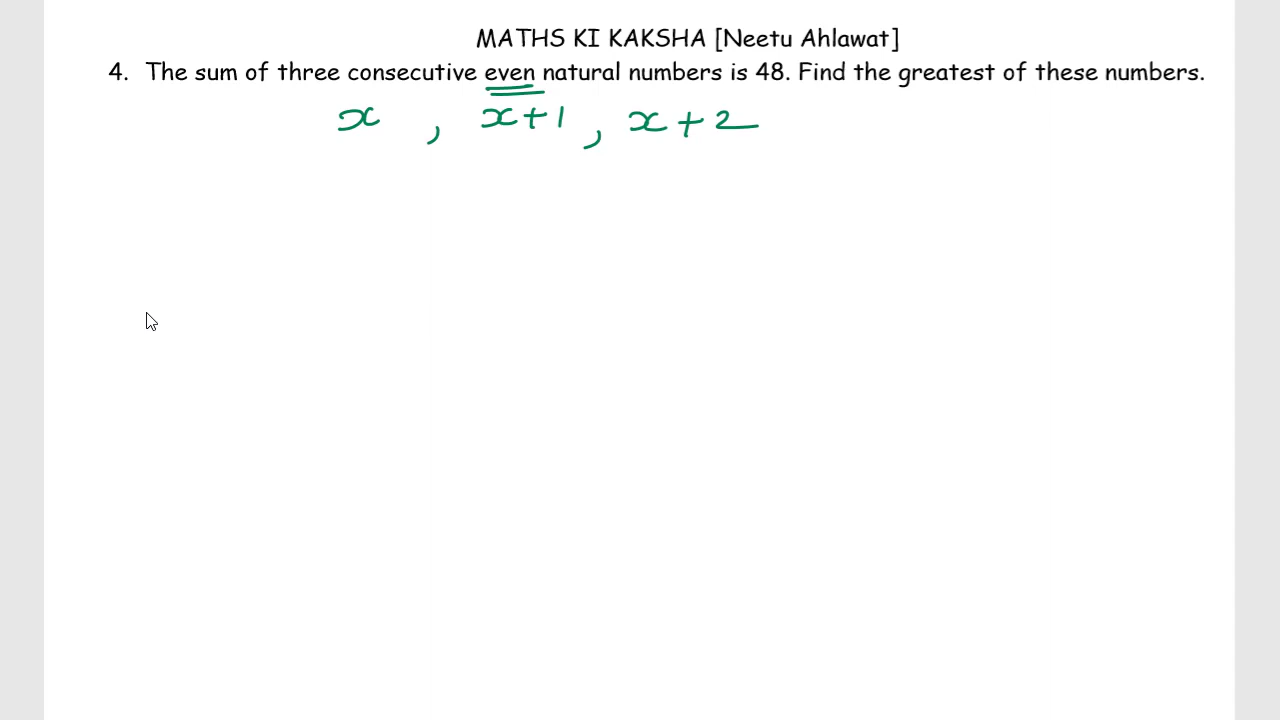 MATHS KI KAKSHA [Neetu Ahlawat]
4. The sum of three consecutive even natural numbers is 48. Find the greatest of these numbers.
x , x+1 , x+2